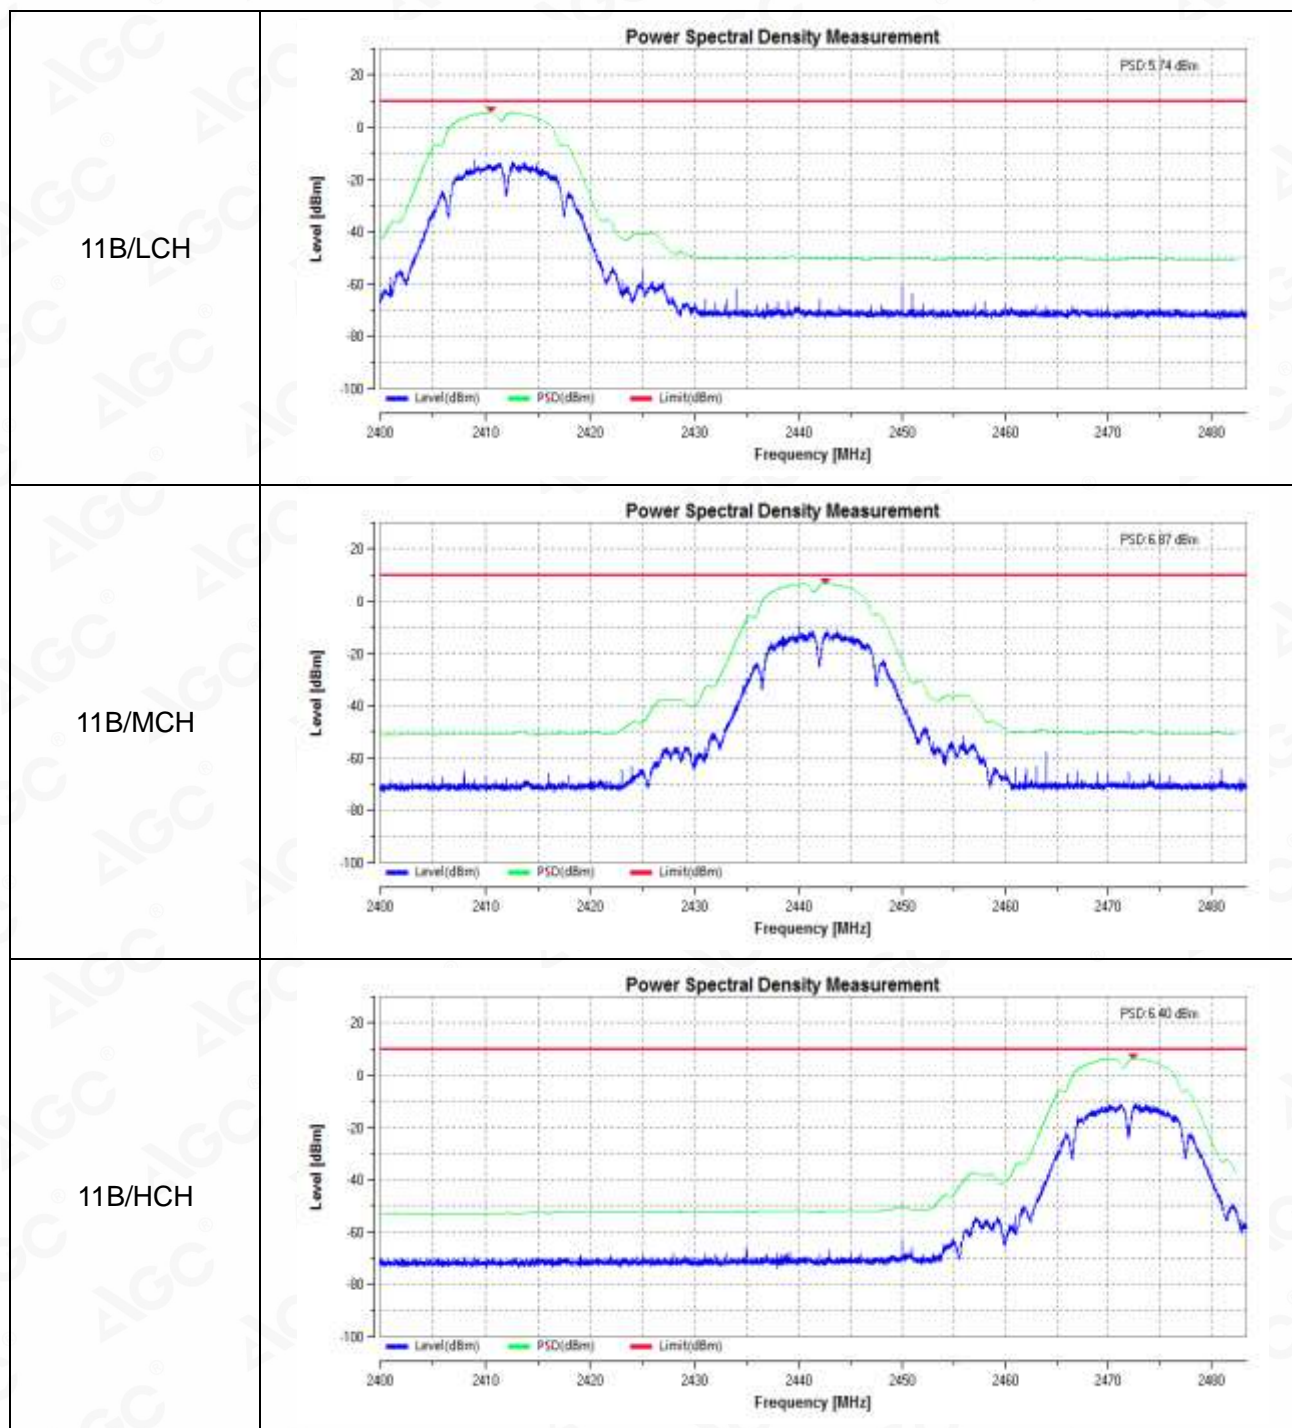 11B/LCH
Power Spectral Density Measurement
PSD:5.74 dBm
Level [dBm]
20
0
-20
-40
-60
-80
-100
Level(dBm) PSD(dBm) Limit(dBm)
2400 2410 2420 2430 2440 2450 2460 2470 2480
Frequency [MHz]
11B/MCH
Power Spectral Density Measurement
PSD:6.87 dBm
Level [dBm]
20
0
-20
-40
-60
-80
-100
Level(dBm) PSD(dBm) Limit(dBm)
2400 2410 2420 2430 2440 2450 2460 2470 2480
Frequency [MHz]
11B/HCH
Power Spectral Density Measurement
PSD:6.40 dBm
Level [dBm]
20
0
-20
-40
-60
-80
-100
Level(dBm) PSD(dBm) Limit(dBm)
2400 2410 2420 2430 2440 2450 2460 2470 2480
Frequency [MHz]
AGC